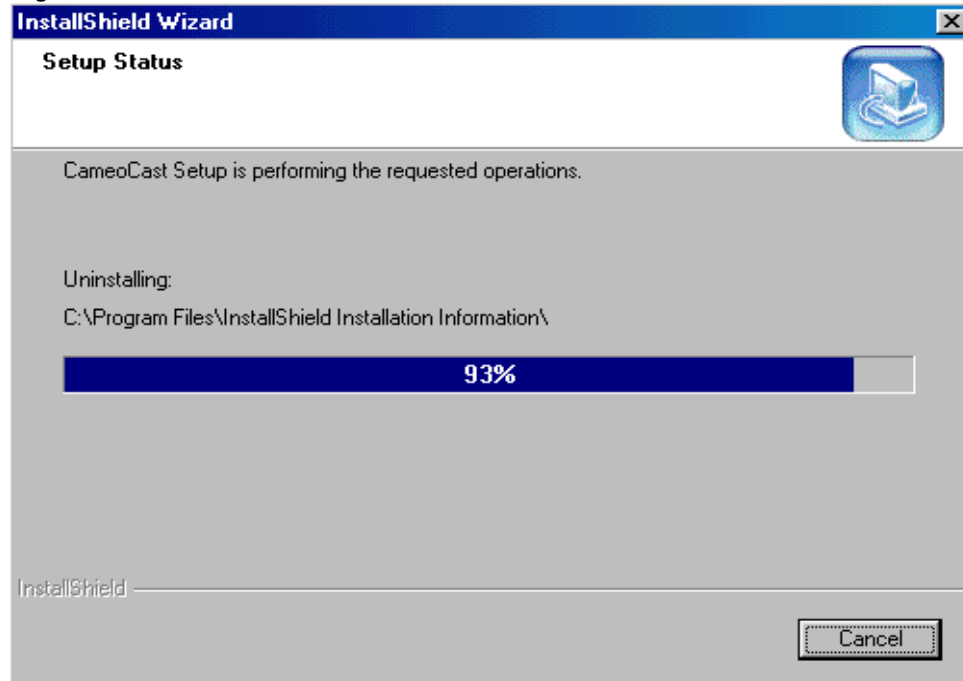 InstallShield Wizard
Setup Status
CameoCast Setup is performing the requested operations.
Uninstalling:
C:\Program Files\InstallShield Installation Information\
93%
InstallShield
Cancel